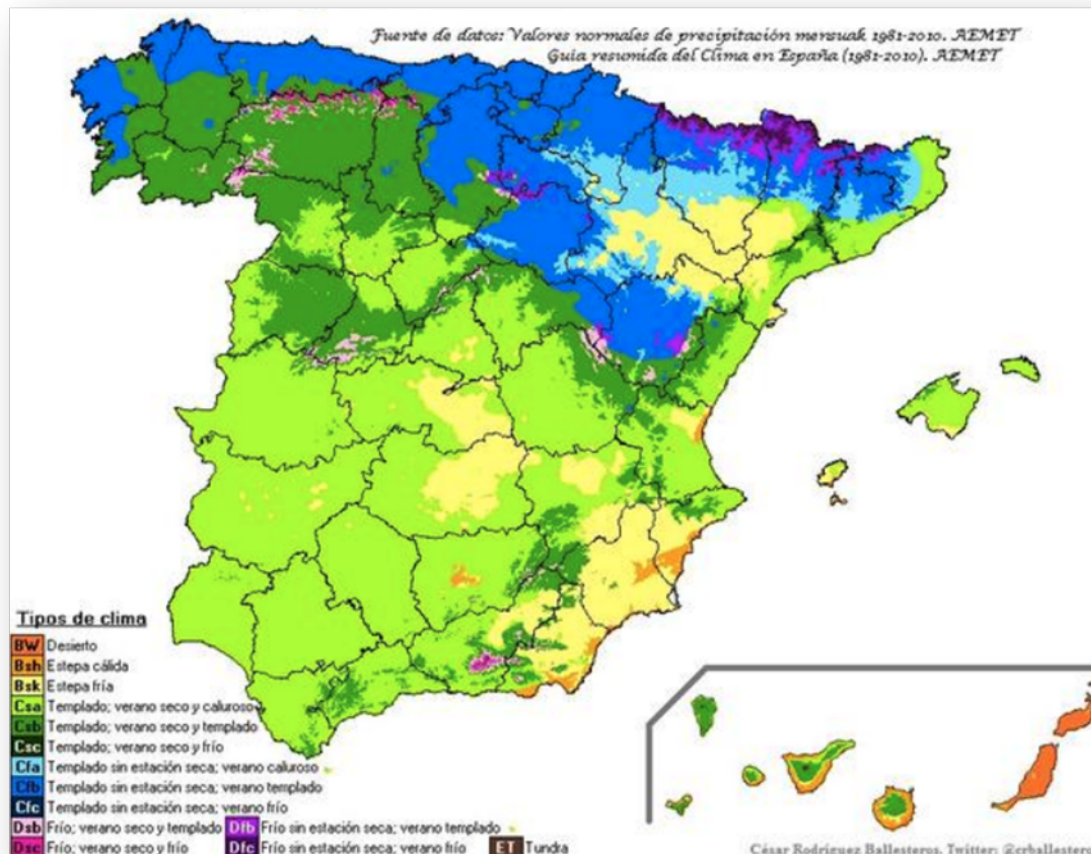 Fuente de datos: Valores normales de precipitación mensuak 1981-2010. AEMET
Guía resumida del Clima en España (1981-2010). AEMET
Tipos de clima
BW Desierto
Bsh Estepa cálida
Bsk Estepa fría
Csa Templado; verano seco y caluroso
Csb Templado; verano seco y templado
Csc Templado; verano seco y frío
Cfa Templado sin estación seca; verano caluroso
Cfb Templado sin estación seca; verano templado
Cfc Templado sin estación seca; verano frío
Dsb Frío; verano seco y templado Dfb Frío sin estación seca; verano templado
Dsc Frío; verano seco y frío Dfc Frío sin estación seca; verano frío ET Tundra
César Rodríguez Ballesteros. Twitter: @crballestero